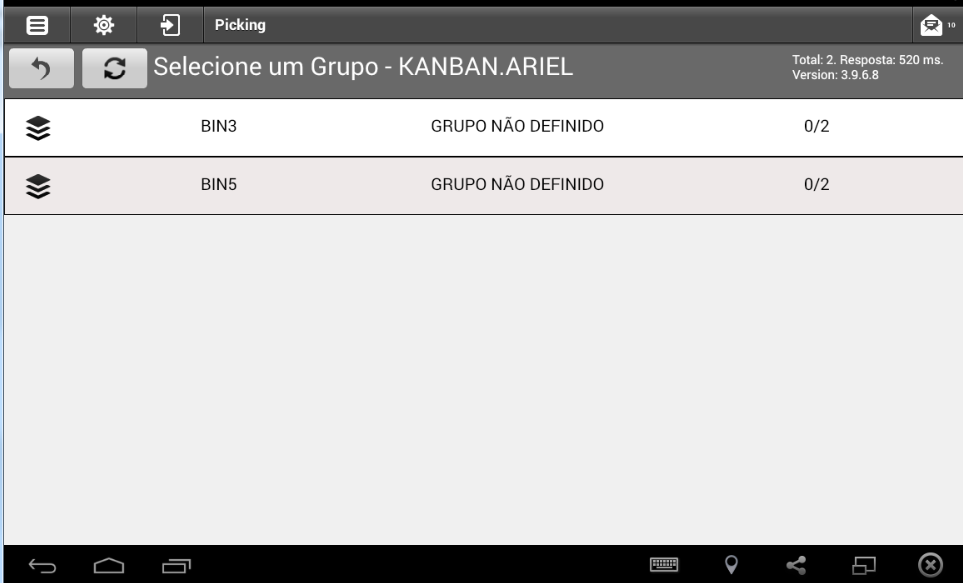 Picking
10
Selecione um Grupo - KANBAN.ARIEL
Total: 2. Resposta: 520 ms.
Version: 3.9.6.8
BIN3 GRUPO NÃO DEFINIDO 0/2
BIN5 GRUPO NÃO DEFINIDO 0/2